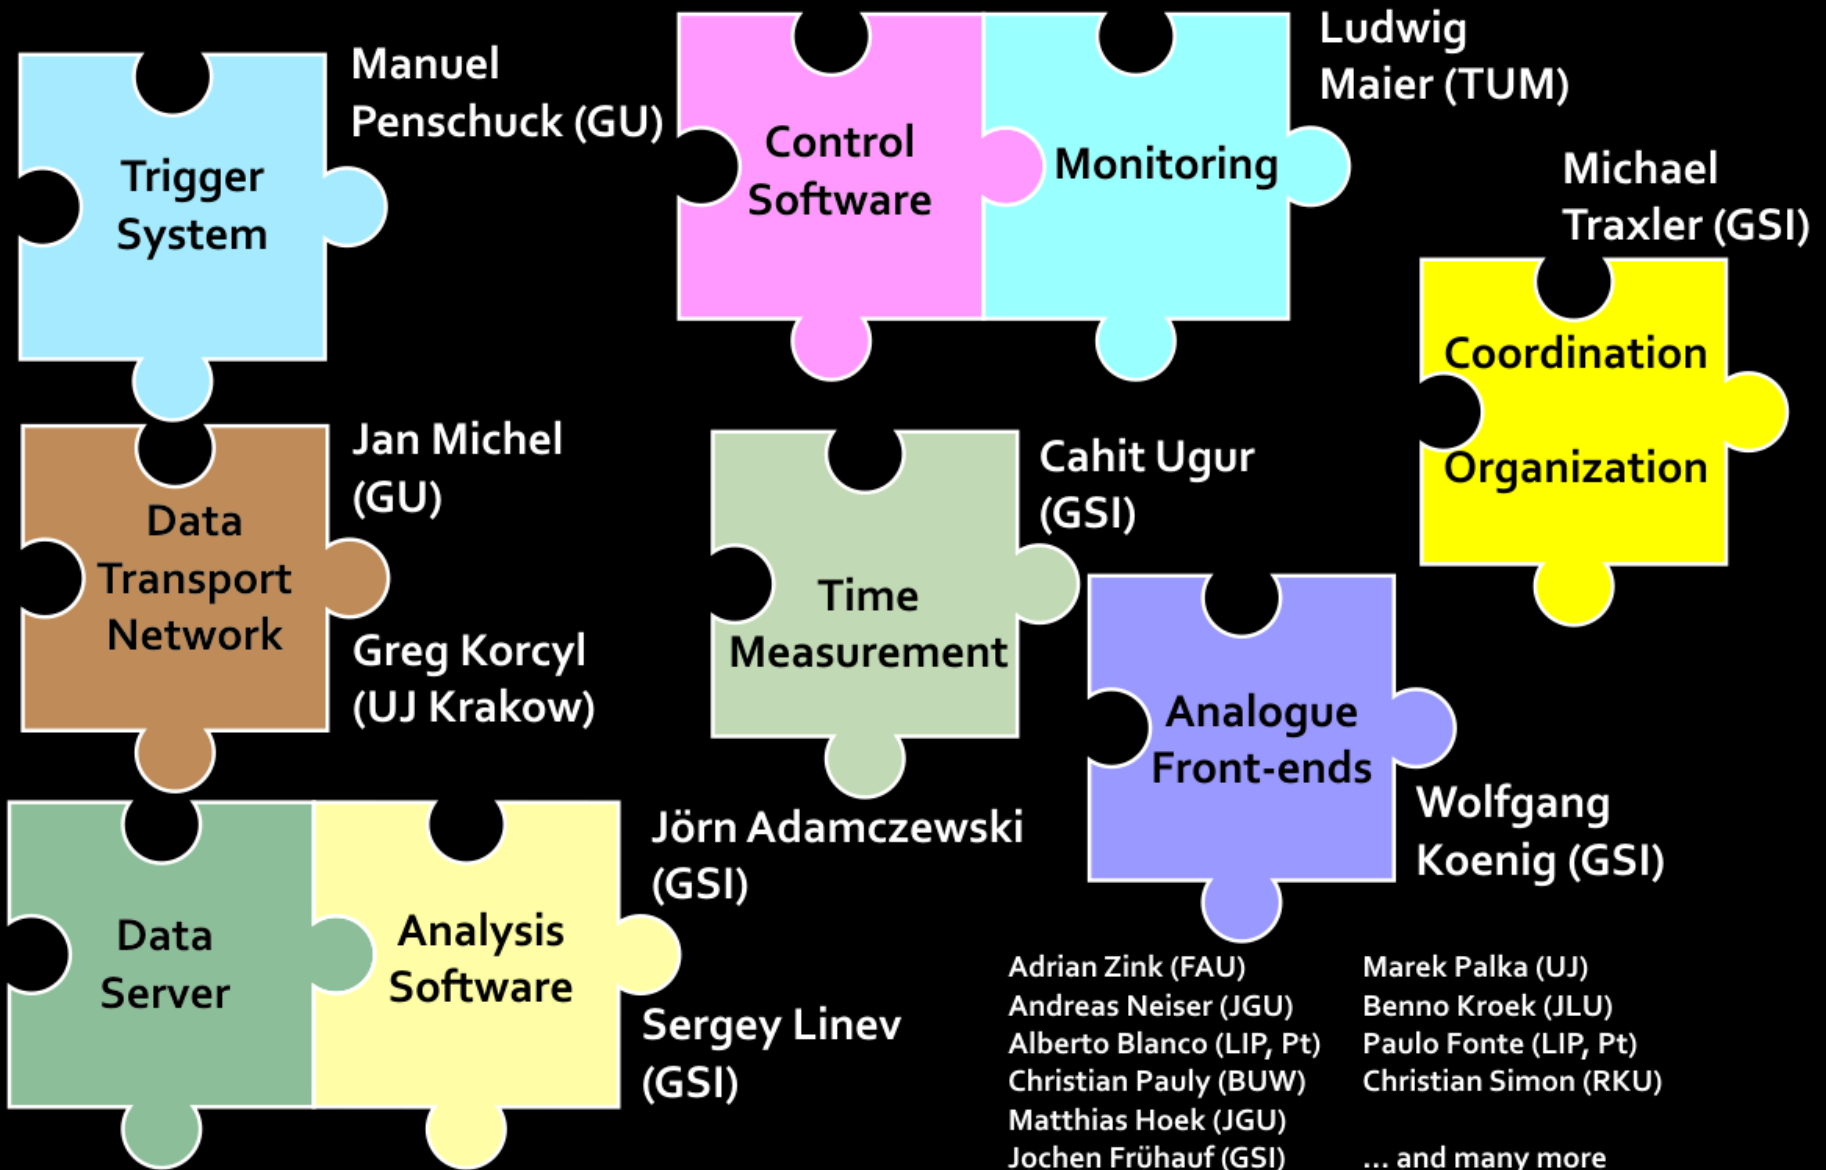 Trigger
System
Manuel
Penschuck (GU)
Control
Software
Monitoring
Ludwig
Maier (TUM)
Michael
Traxler (GSI)
Coordination
Organization
Data
Transport
Network
Jan Michel
(GU)
Greg Korcyl
(UJ Krakow)
Time
Measurement
Cahit Ugur
(GSI)
Analogue
Front-ends
Wolfgang
Koenig (GSI)
Data
Server
Analysis
Software
Jörn Adamczewski
(GSI)
Sergey Linev
(GSI)
Adrian Zink (FAU)
Andreas Neiser (JGU)
Alberto Blanco (LIP, Pt)
Christian Pauly (BUW)
Matthias Hoek (JGU)
Jochen Frühauf (GSI)
Marek Palka (UJ)
Benno Kroek (JLU)
Paulo Fonte (LIP, Pt)
Christian Simon (RKU)
... and many more